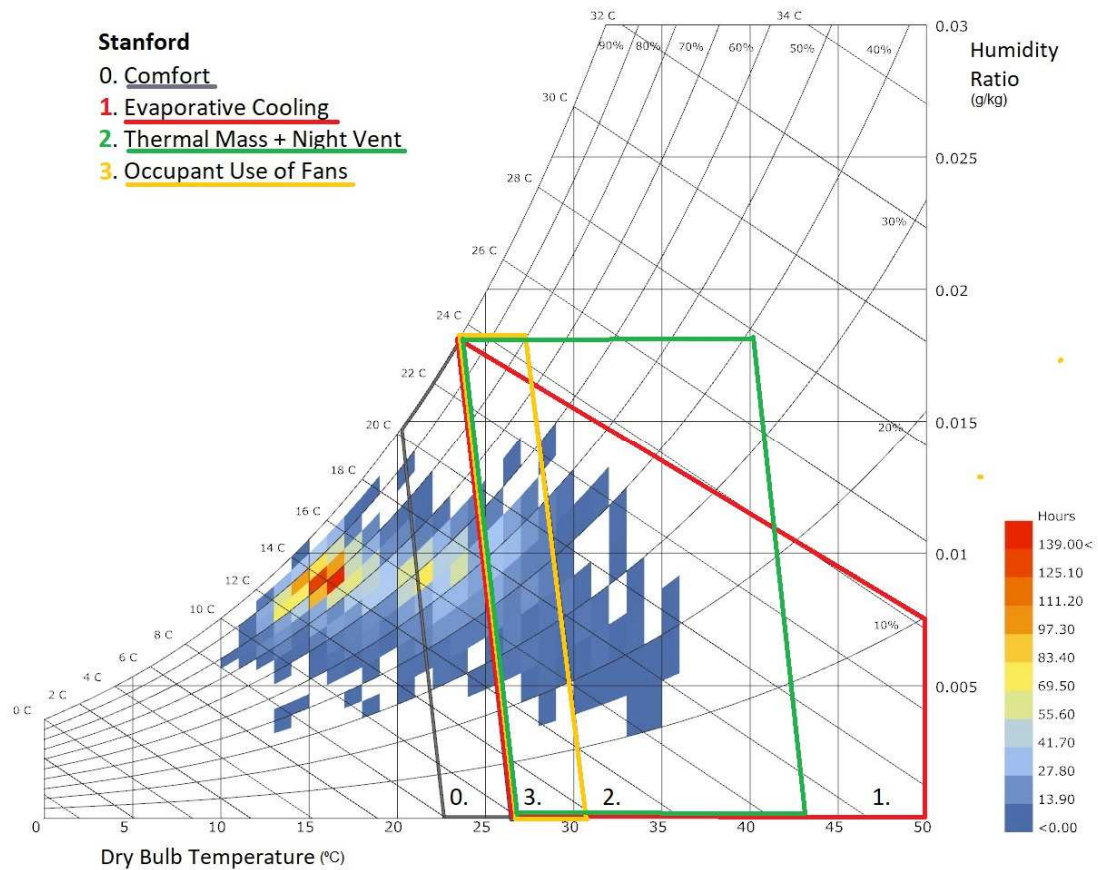 Stanford
0. Comfort
1. Evaporative Cooling
2. Thermal Mass + Night Vent
3. Occupant Use of Fans
32 C
34 C
0.03
90%
80%
70%
60%
50%
40%
Humidity
Ratio
(g/kg)
30 C
0.025
28 C
30%
26 C
0.02
24 C
22 C
20 C
0.015
20%
18 C
16 C
14 C
0.01
12 C
10 C
10%
8 C
6 C
4 C
0.005
2 C
0 C
Hours
139.00<
125.10
111.20
97.30
83.40
69.50
55.60
41.70
27.80
13.90
<0.00
0.
3.
2.
1.
0
5
10
15
20
25
30
35
40
45
50
Dry Bulb Temperature (ºC)